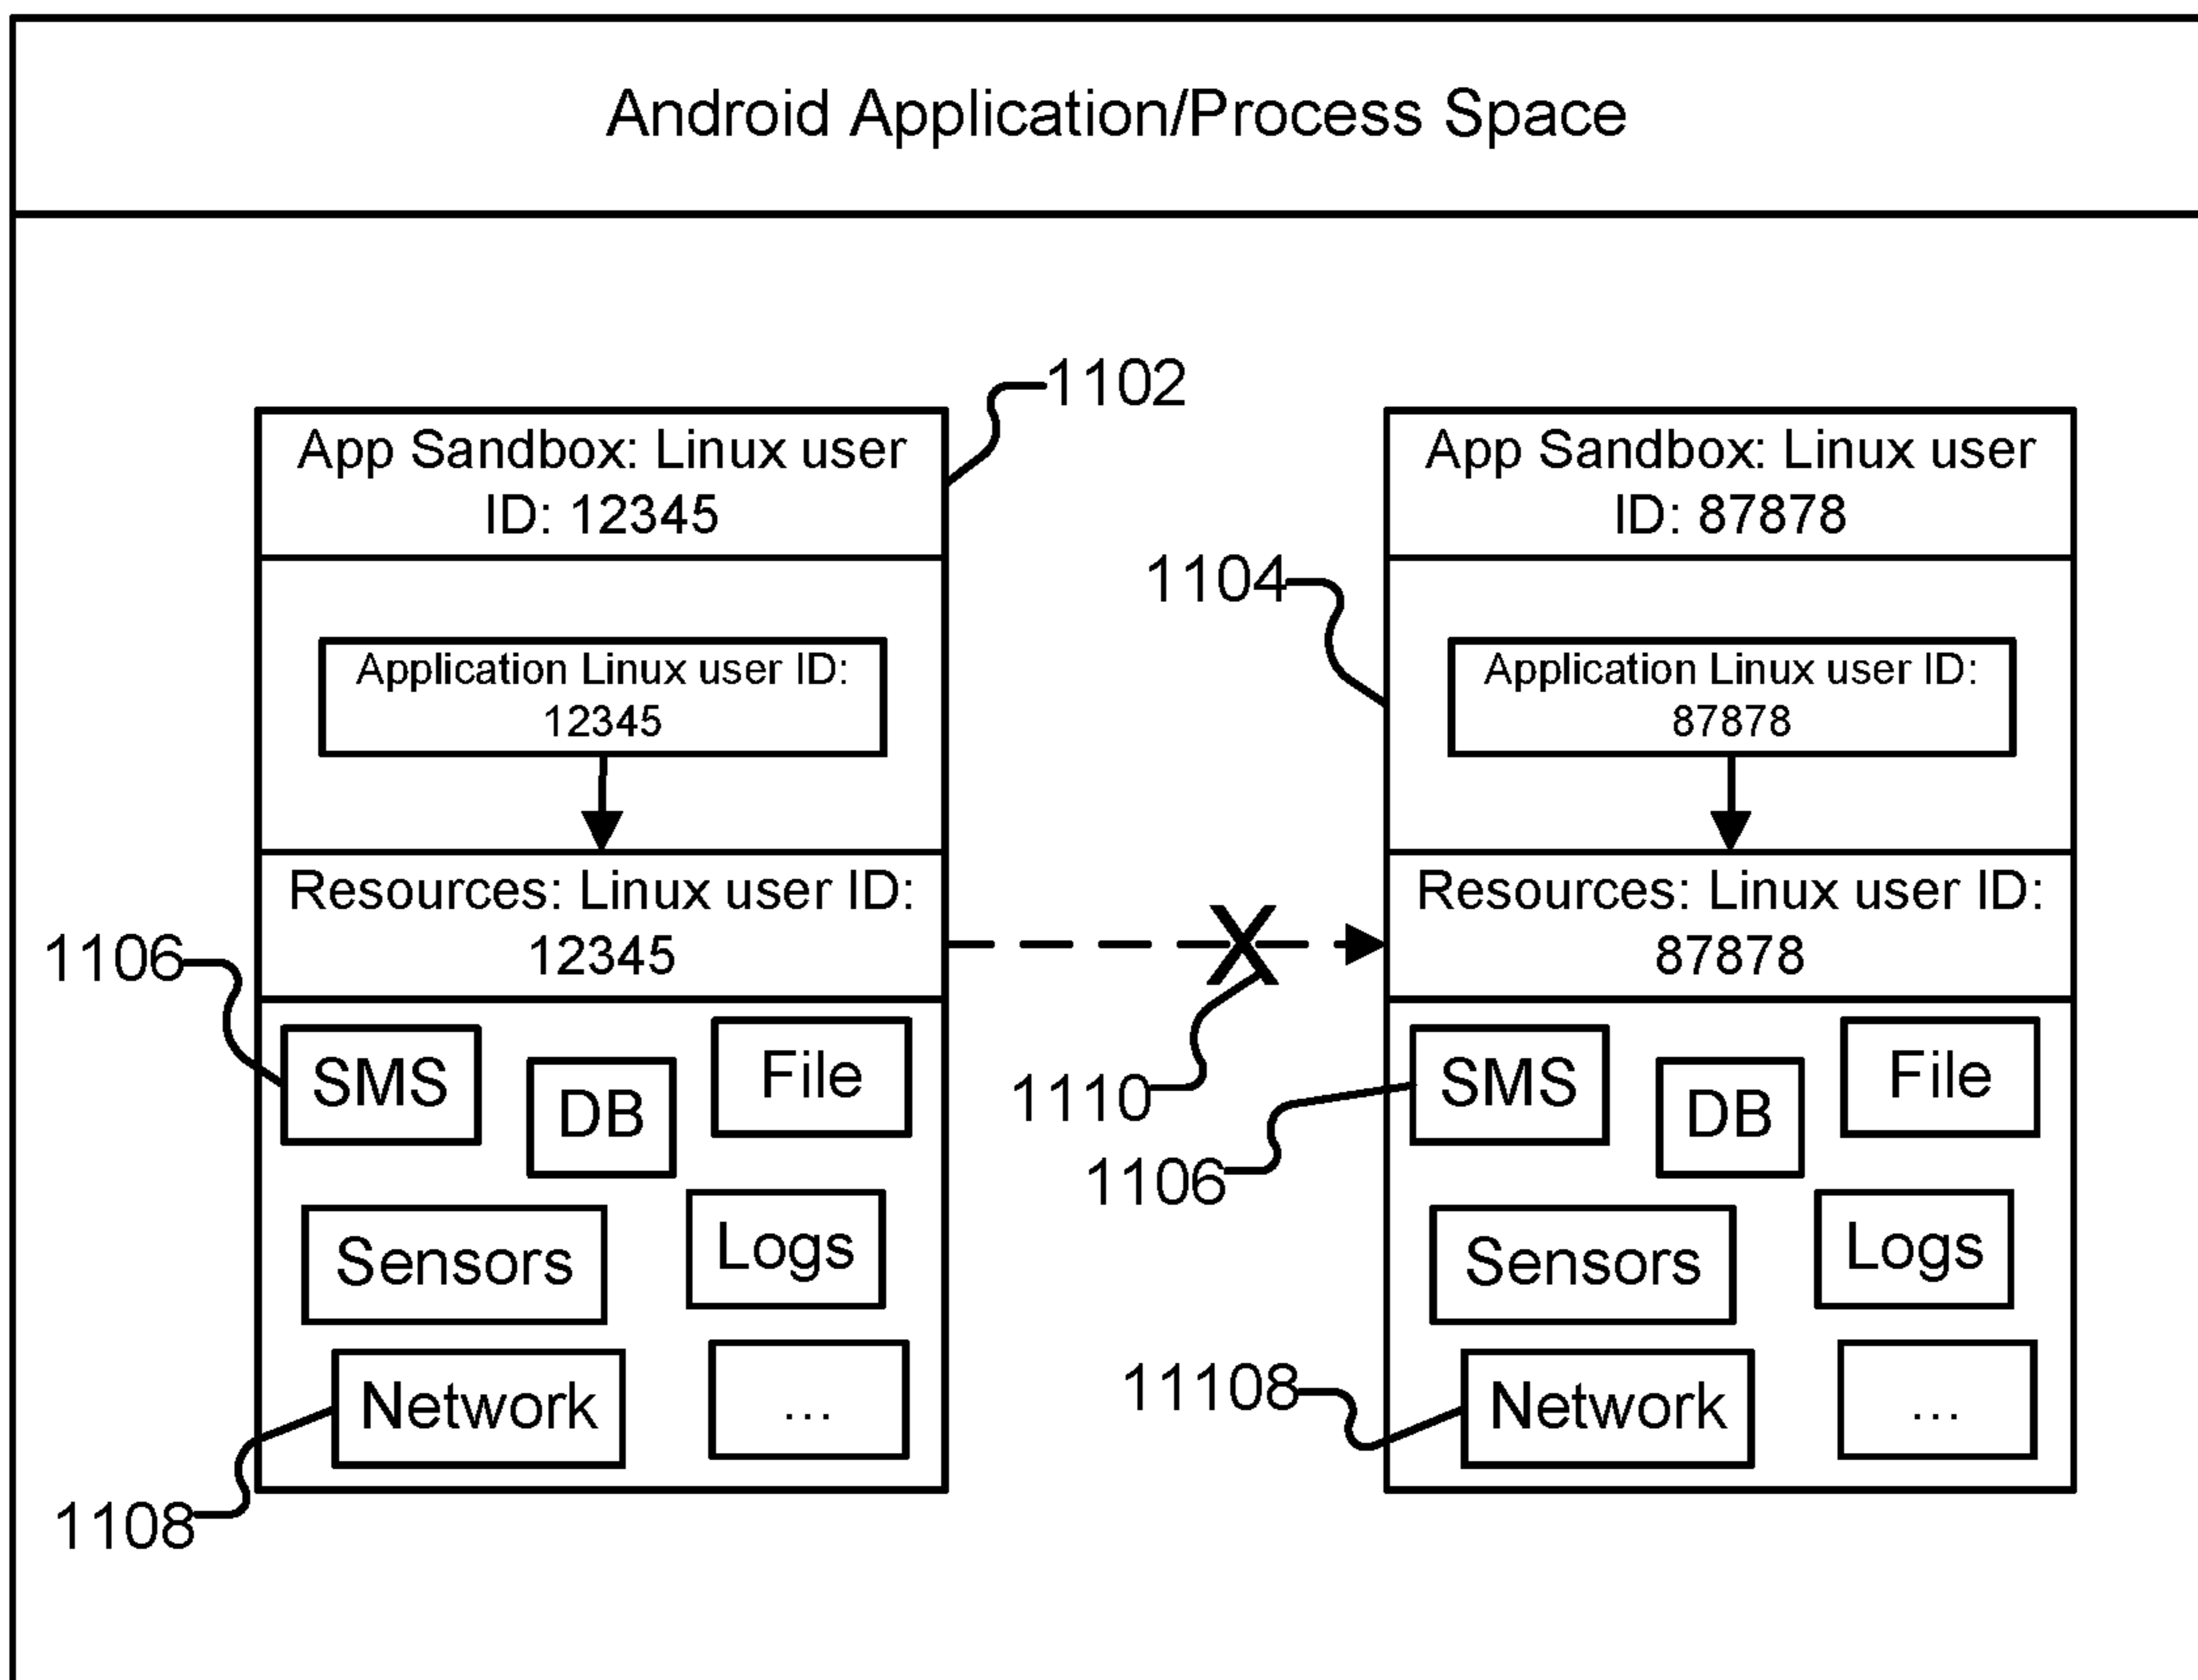 Android Application/Process Space
1102
App Sandbox: Linux user
ID: 12345
App Sandbox: Linux user
ID: 87878
1104
Application Linux user ID:
12345
Application Linux user ID:
87878
Resources: Linux user ID:
12345
Resources: Linux user ID:
87878
1106
X
1110
SMS
DB
File
1106
SMS
DB
File
Sensors
Logs
Sensors
Logs
Network
...
11108
Network
...
1108